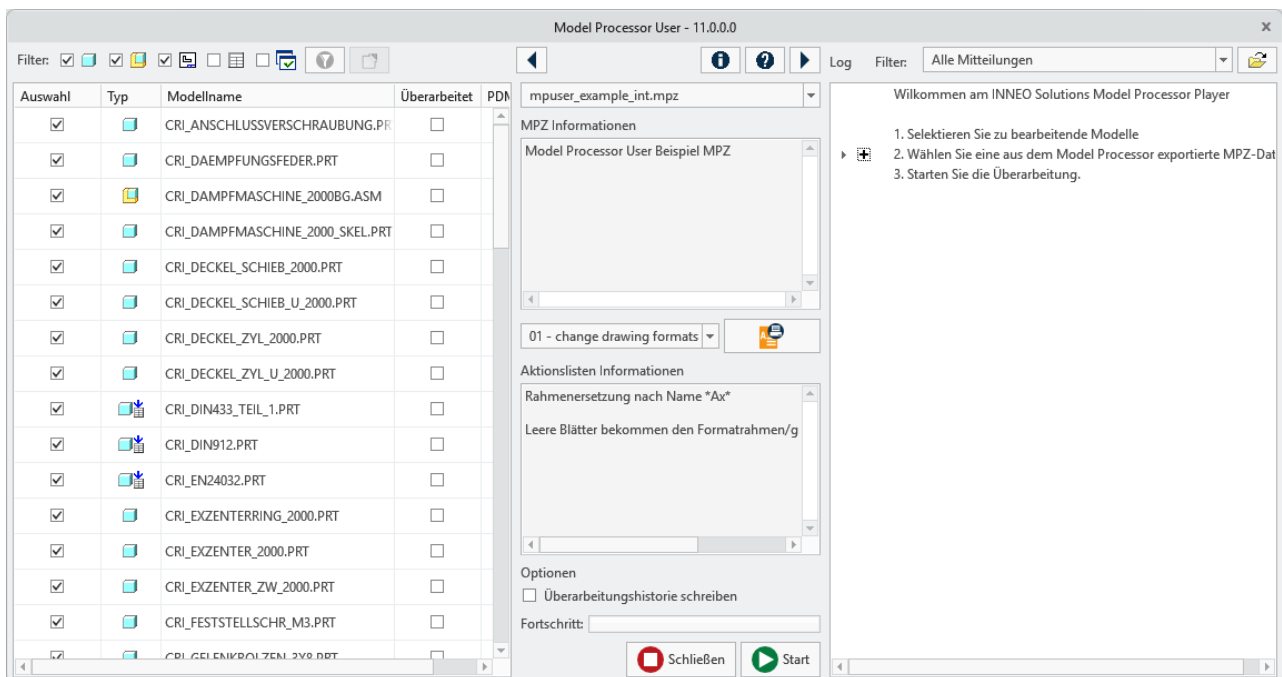 Model Processor User - 11.0.0.0
Filter:
Auswahl Typ Modellname Überarbeitet PDM
CRI_ANSCHLUSSVERSCHRAUBUNG.PR
CRI_DAEMPFUNGSFEDER.PRT
CRI_DAMPFMASCHINE_2000BG.ASM
CRI_DAMPFMASCHINE_2000_SKEL.PRT
CRI_DECKEL_SCHIEB_2000.PRT
CRI_DECKEL_SCHIEB_U_2000.PRT
CRI_DECKEL_ZYL_2000.PRT
CRI_DECKEL_ZYL_U_2000.PRT
CRI_DIN433_TEIL_1.PRT
CRI_DIN912.PRT
CRI_EN24032.PRT
CRI_EXZENTERRING_2000.PRT
CRI_EXZENTER_2000.PRT
CRI_EXZENTER_ZW_2000.PRT
CRI_FESTSTELLSCHR_M3.PRT
CRI_GELENKBOLZEN_3X8.PRT
mpuser_example_int.mpz
MPZ Informationen
Model Processor User Beispiel MPZ
01 - change drawing formats
Aktionslisten Informationen
Rahmenersetzung nach Name *Ax*
Leere Blätter bekommen den Formatrahmen/g
Optionen
Überarbeitungshistorie schreiben
Fortschritt:
Schließen Start
Log Filter: Alle Mitteilungen
Wilkommen am INNEO Solutions Model Processor Player
1. Selektieren Sie zu bearbeitende Modelle
2. Wählen Sie eine aus dem Model Processor exportierte MPZ-Dat
3. Starten Sie die Überarbeitung.